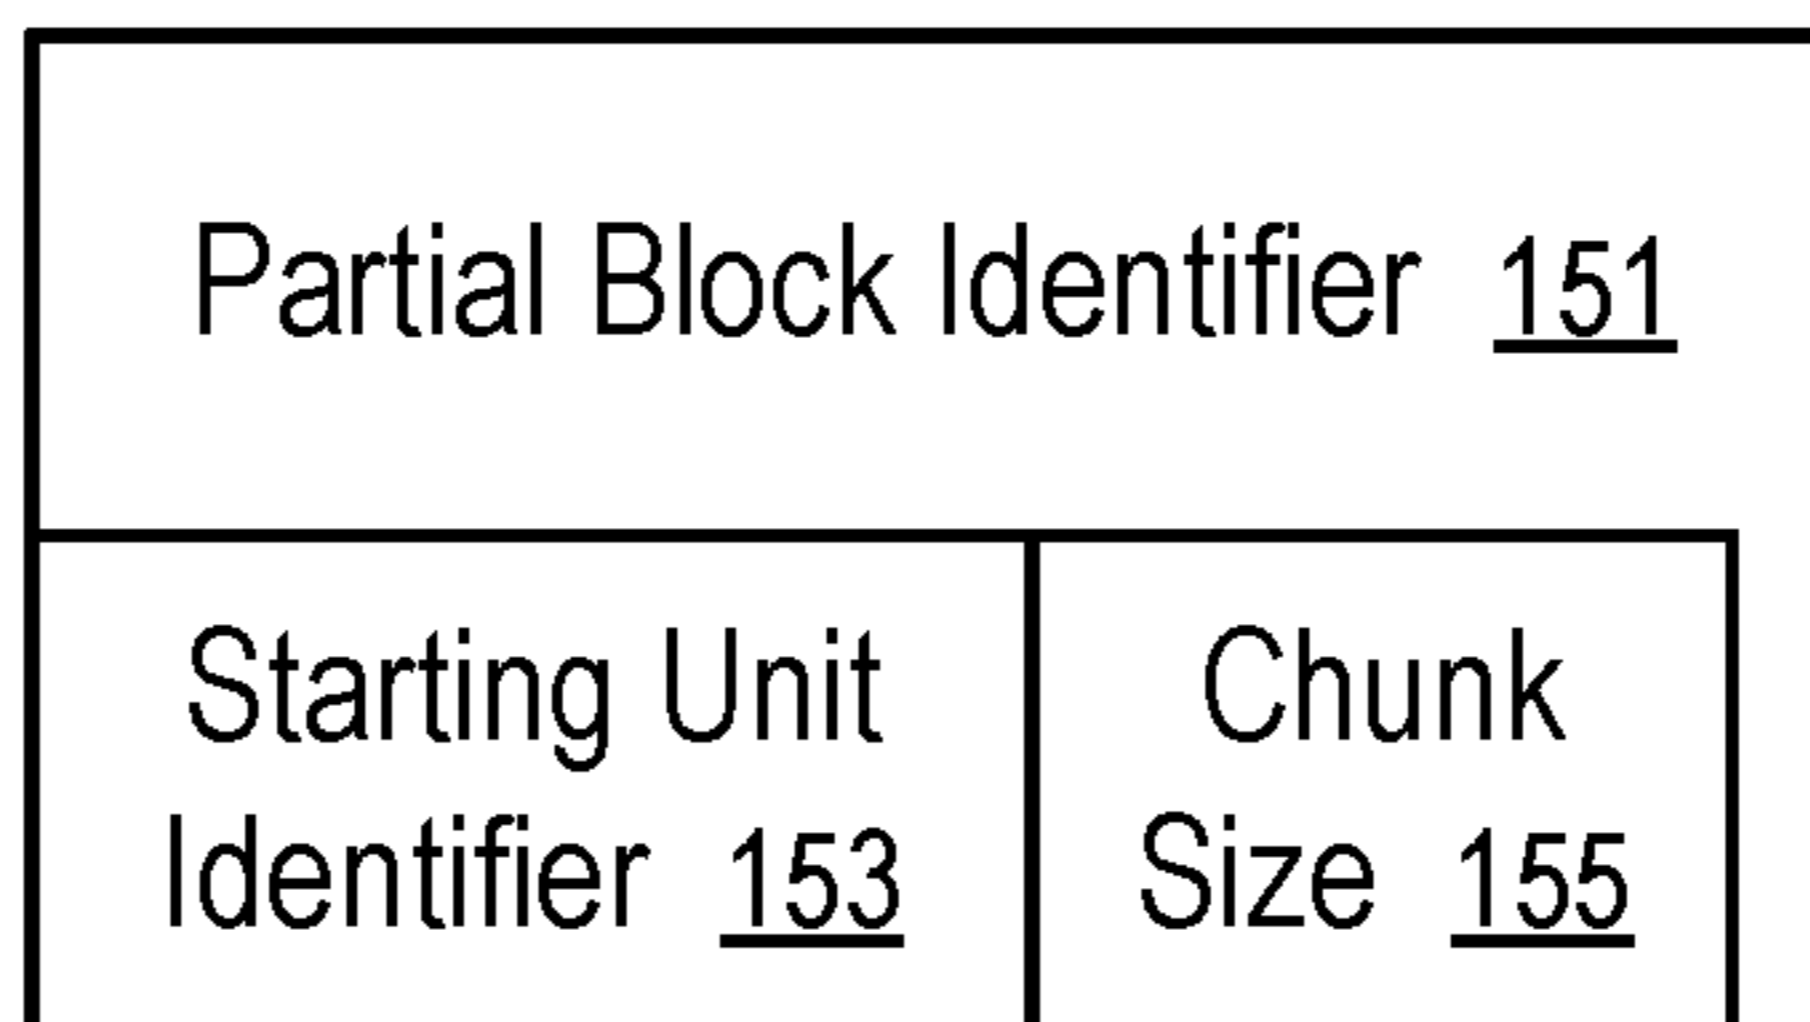 Partial Block Identifier 151
Starting Unit
Identifier 153
Chunk
Size 155